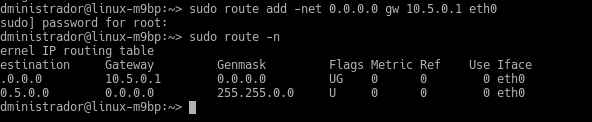 dministrador@linux-m9bp:~> sudo route add -net 0.0.0.0 gw 10.5.0.1 eth0
sudo] password for root:
dministrador@linux-m9bp:~> sudo route -n
ernel IP routing table
estination Gateway Genmask Flags Metric Ref Use Iface
.0.0.0 10.5.0.1 0.0.0.0 UG 0 0 0 eth0
0.5.0.0 0.0.0.0 255.255.0.0 U 0 0 0 eth0
dministrador@linux-m9bp:~>